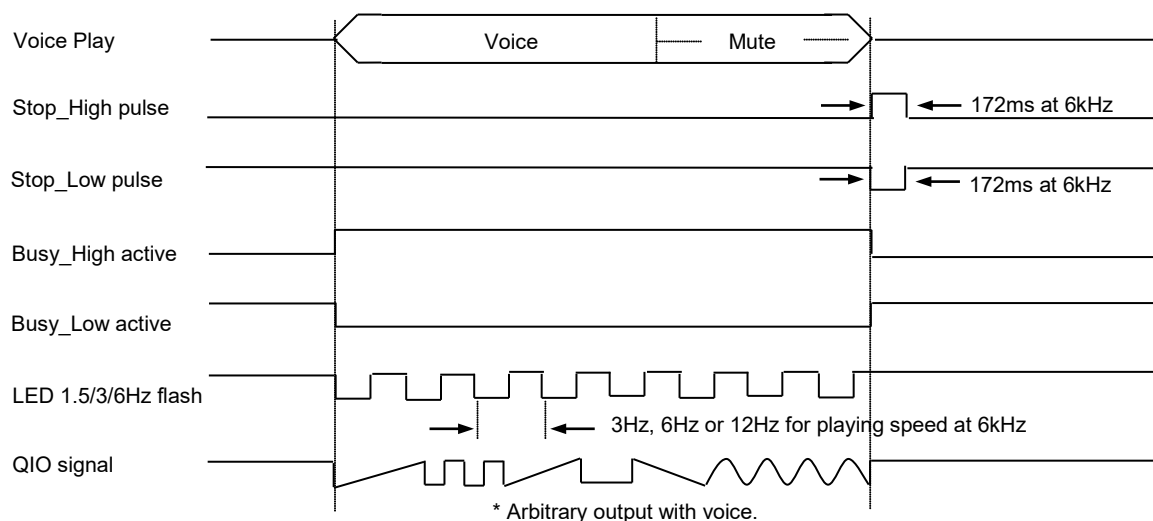 Voice Play
Voice
Mute
Stop_High pulse
172ms at 6kHz
Stop_Low pulse
172ms at 6kHz
Busy_High active
Busy_Low active
LED 1.5/3/6Hz flash
3Hz, 6Hz or 12Hz for playing speed at 6kHz
QIO signal
* Arbitrary output with voice.